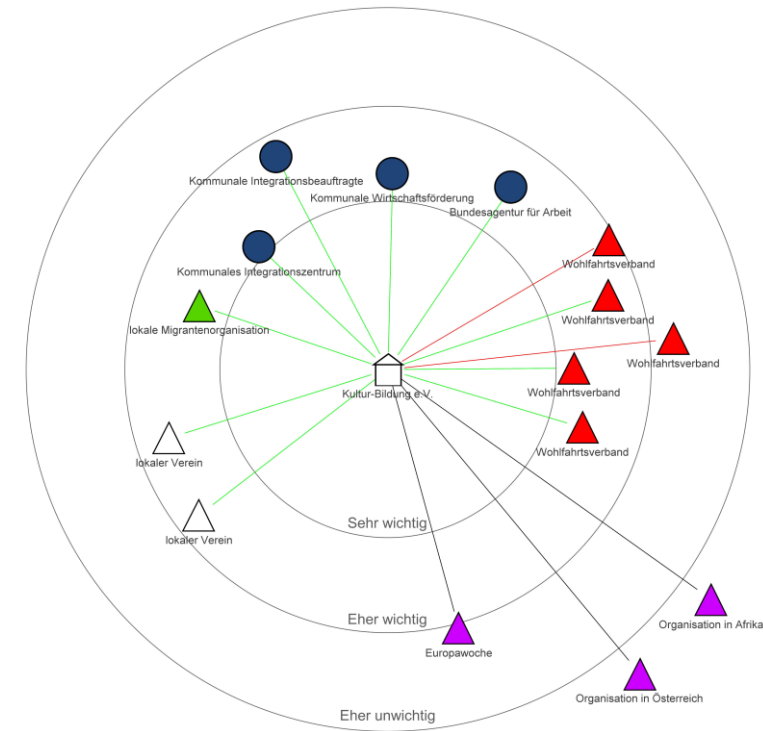 Kommunale Integrationsbeauftragte
Kommunale Wirtschaftsförderung
Bundesagentur für Arbeit
Wohlfahrtsverband
Kommunales Integrationszentrum
Wohlfahrtsverband
lokale Migrantenorganisation
Wohlfahrtsverband
Kultur-Bildung e.V.
Wohlfahrtsverband
Wohlfahrtsverband
lokaler Verein
Sehr wichtig
lokaler Verein
Eher wichtig
Organisation in Afrika
Europawoche
Organisation in Österreich
Eher unwichtig